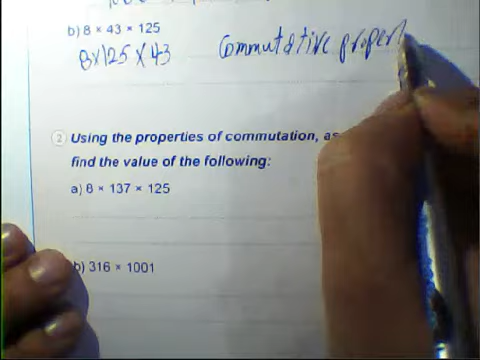 b) 8 × 43 × 125
8×125 × 43 Commutative proper
2 Using the properties of commutation, as
find the value of the following:
a) 8 × 137 × 125
b) 316 × 1001